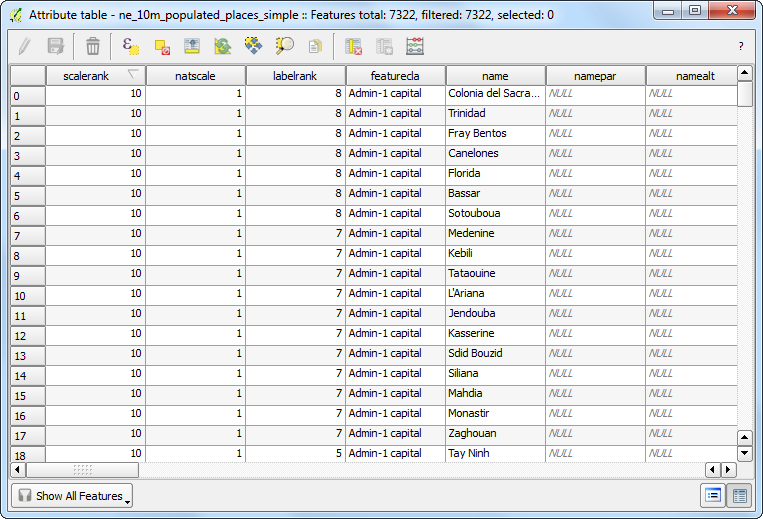 Attribute table - ne_10m_populated_places_simple :: Features total: 7322, filtered: 7322, selected: 0
ε ?
scalerank natscale labelrank featurecla name namepar namealt
0 10 1 8 Admin-1 capital Colonia del Sacra... NULL NULL
1 10 1 8 Admin-1 capital Trinidad NULL NULL
2 10 1 8 Admin-1 capital Fray Bentos NULL NULL
3 10 1 8 Admin-1 capital Canelones NULL NULL
4 10 1 8 Admin-1 capital Florida NULL NULL
5 10 1 8 Admin-1 capital Bassar NULL NULL
6 10 1 8 Admin-1 capital Sotouboua NULL NULL
7 10 1 7 Admin-1 capital Medenine NULL NULL
8 10 1 7 Admin-1 capital Kebili NULL NULL
9 10 1 7 Admin-1 capital Tataouine NULL NULL
10 10 1 7 Admin-1 capital L'Ariana NULL NULL
11 10 1 7 Admin-1 capital Jendouba NULL NULL
12 10 1 7 Admin-1 capital Kasserine NULL NULL
13 10 1 7 Admin-1 capital Sdid Bouzid NULL NULL
14 10 1 7 Admin-1 capital Siliana NULL NULL
15 10 1 7 Admin-1 capital Mahdia NULL NULL
16 10 1 7 Admin-1 capital Monastir NULL NULL
17 10 1 7 Admin-1 capital Zaghouan NULL NULL
18 10 1 5 Admin-1 capital Tay Ninh NULL NULL
Show All Features